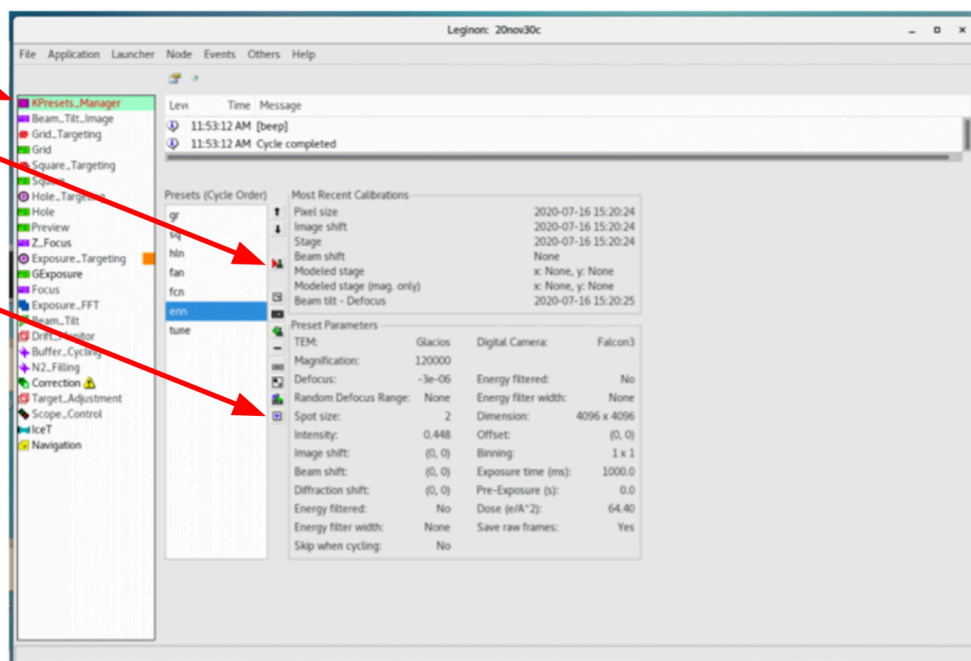 Leginon: 20nov30c
File Application Launcher Node Events Others Help
KPresets_Manager
Beam_Tilt_Image
Grid_Targeting
Grid
Square_Targeting
Square
Hole_Targeting
Hole
Preview
Z_Focus
Exposure_Targeting
GExposure
Focus
Exposure_FFT
Beam_Tilt
Drift_Monitor
Buffer_Cycling
N2_Filling
Correction
Target_Adjustment
Scope_Control
IceT
Navigation
Time Message
11:53:12 AM [beep]
11:53:12 AM Cycle completed
Presets (Cycle Order)
gr
sq
hln
fan
fcn
enn
tune
Most Recent Calibrations
Pixel size 2020-07-16 15:20:24
Image shift 2020-07-16 15:20:24
Stage 2020-07-16 15:20:24
Beam shift None
Modeled stage x: None, y: None
Modeled stage (mag. only) x: None, y: None
Beam tilt - Defocus 2020-07-16 15:20:25
Preset Parameters
TEM: Glacios Digital Camera: Falcon3
Magnification: 120000
Defocus: -3e-06 Energy filtered: No
Random Defocus Range: None Energy filter width: None
Spot size: 2 Dimension: 4096 x 4096
Intensity: 0.448 Offset: (0, 0)
Image shift: (0, 0) Binning: 1 x 1
Beam shift: (0, 0) Exposure time (ms): 1000.0
Diffraction shift: (0, 0) Pre-Exposure (s): 0.0
Energy filtered: No Dose (e/A^2): 64.40
Energy filter width: None Save raw frames: Yes
Skip when cycling: No